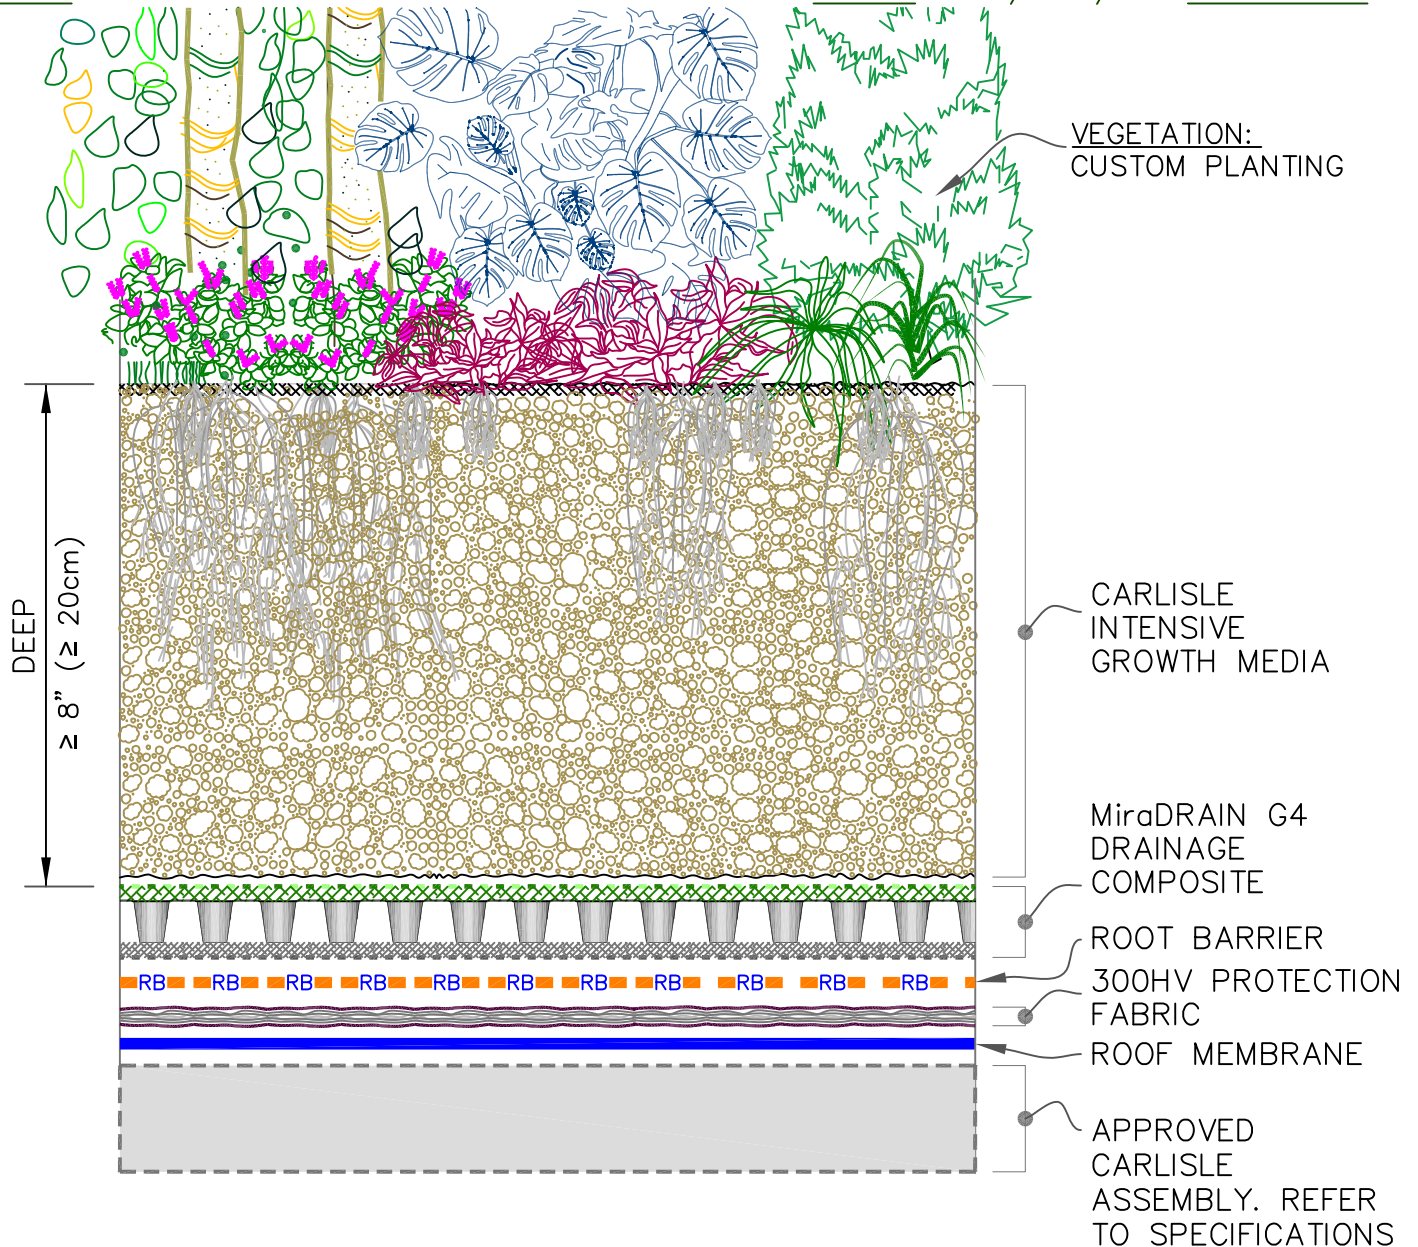 VEGETATION:
CUSTOM PLANTING
DEEP
≥ 8" (≥ 20cm)
CARLISLE
INTENSIVE
GROWTH MEDIA
MiraDRAIN G4
DRAINAGE
COMPOSITE
ROOT BARRIER
RB RB RB RB RB RB RB RB RB RB RB
300HV PROTECTION
FABRIC
ROOF MEMBRANE
APPROVED
CARLISLE
ASSEMBLY. REFER
TO SPECIFICATIONS